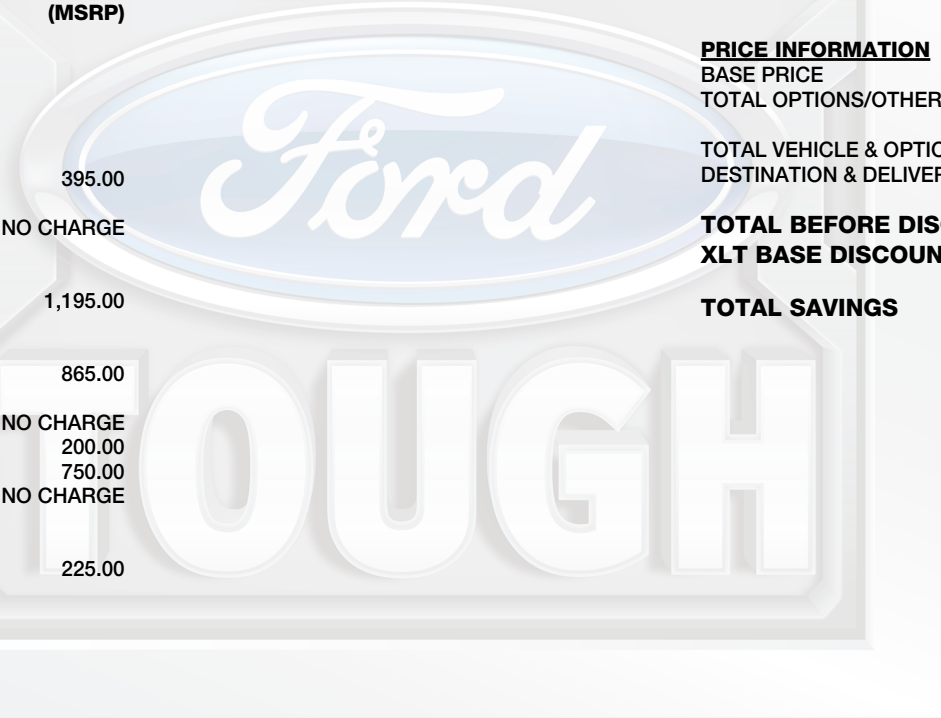 (MSRP)
395.00
NO CHARGE
1,195.00
865.00
NO CHARGE
200.00
750.00
NO CHARGE
225.00
PRICE INFORMATION
BASE PRICE
TOTAL OPTIONS/OTHER
TOTAL VEHICLE & OPTIO
DESTINATION & DELIVER
TOTAL BEFORE DIS
XLT BASE DISCOUN
TOTAL SAVINGS
Ford
TOUGH